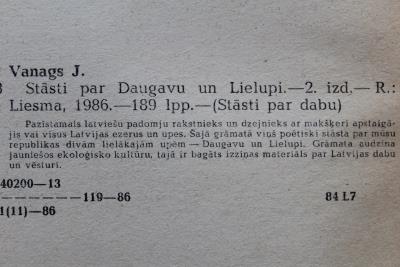 Vanags J.
Stāsti par Daugavu un Lielupi.—2. izd.— R.:
Liesma, 1986.—189 lpp.—(Stāsti par dabu)
Pazīstamais latviešu padomju rakstnieks un dzejnieks ar makšķeri apstaigā-
jis vai visus Latvijas ezerus un upes. Šajā grāmatā viņš poētiski stāsta par mūsu
republikas divām lielākajām upēm — Daugavu un Lielupi. Grāmata audzina
jauniešos ekoloģisko kultūru, tajā ir bagāts izziņas materiāls par Latvijas dabu
un vēsturi.
40200—13
119—86 84 L7
1(11)—86